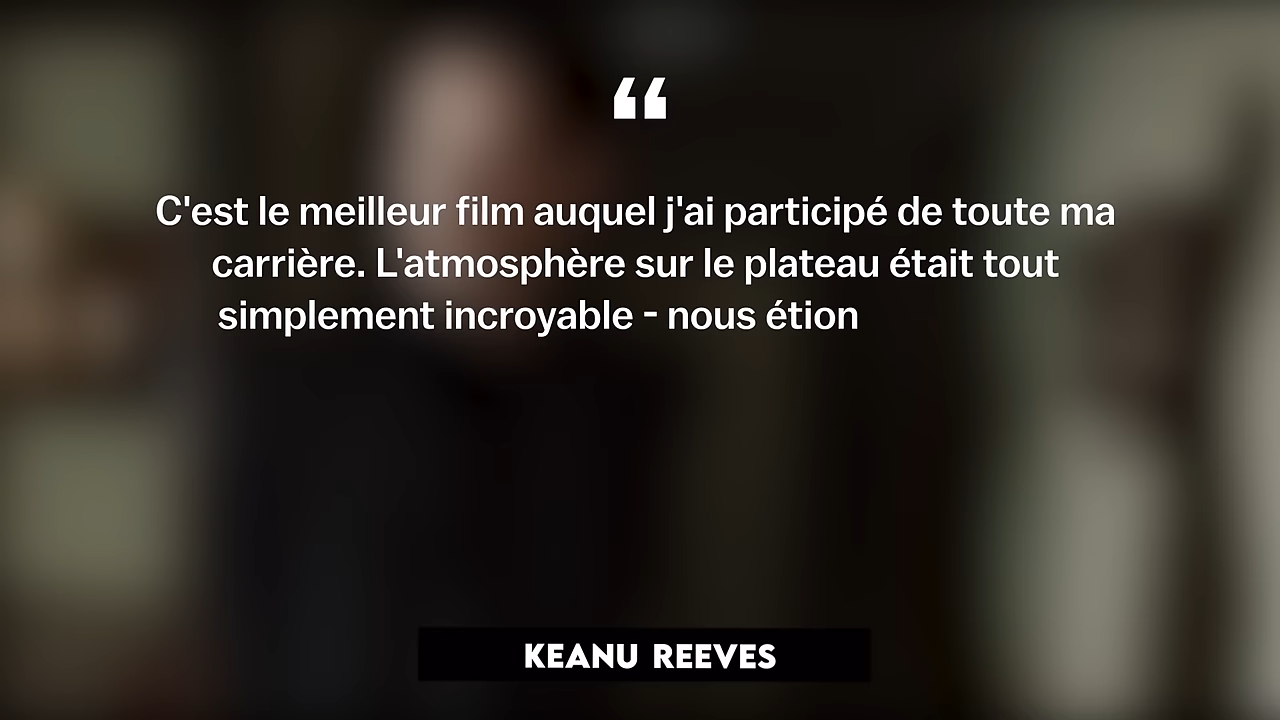 “
C'est le meilleur film auquel j'ai participé de toute ma
carrière. L'atmosphère sur le plateau était tout
simplement incroyable - nous étion
KEANU REEVES